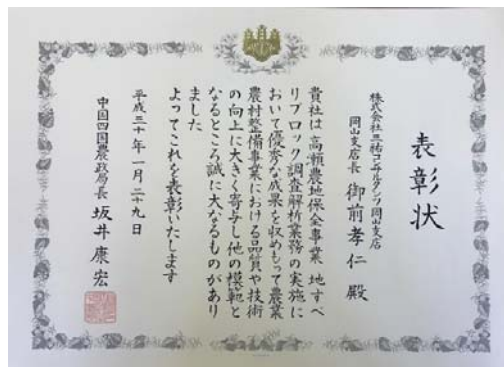 表彰状
株式会社三祐コンサルタンツ岡山支店
岡山支店長 御前孝仁 殿
貴社は高瀬農地保全事業 地すべ
りブロック調査解析業務の実施に
おいて優秀な成果を収めもって農業
農村整備事業における品質や技術
の向上に大きく寄与し他の模範と
なるところ誠に大なるものがあり
ました
よってこれを表彰いたします
平成三十年一月二十九日
中国四国農政局長 坂井康宏